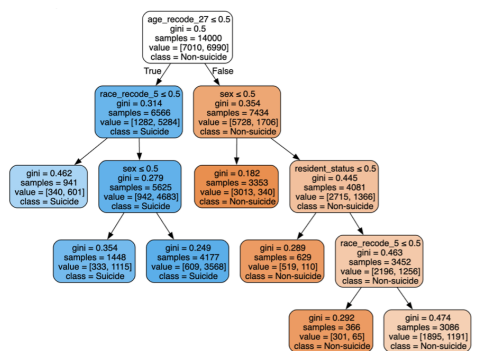 age_recode_27 ≤ 0.5
gini = 0.5
samples = 14000
value = [7010, 6990]
class = Non-suicide
True
False
race_recode_5 ≤ 0.5
gini = 0.314
samples = 6566
value = [1282, 5284]
class = Suicide
sex ≤ 0.5
gini = 0.354
samples = 7434
value = [5728, 1706]
class = Non-suicide
gini = 0.462
samples = 941
value = [340, 601]
class = Suicide
sex ≤ 0.5
gini = 0.279
samples = 5625
value = [942, 4683]
class = Suicide
gini = 0.182
samples = 3353
value = [3013, 340]
class = Non-suicide
resident_status ≤ 0.5
gini = 0.445
samples = 4081
value = [2715, 1366]
class = Non-suicide
gini = 0.354
samples = 1448
value = [333, 1115]
class = Suicide
gini = 0.249
samples = 4177
value = [609, 3568]
class = Suicide
gini = 0.289
samples = 629
value = [519, 110]
class = Non-suicide
race_recode_5 ≤ 0.5
gini = 0.463
samples = 3452
value = [2196, 1256]
class = Non-suicide
gini = 0.292
samples = 366
value = [301, 65]
class = Non-suicide
gini = 0.474
samples = 3086
value = [1895, 1191]
class = Non-suicide